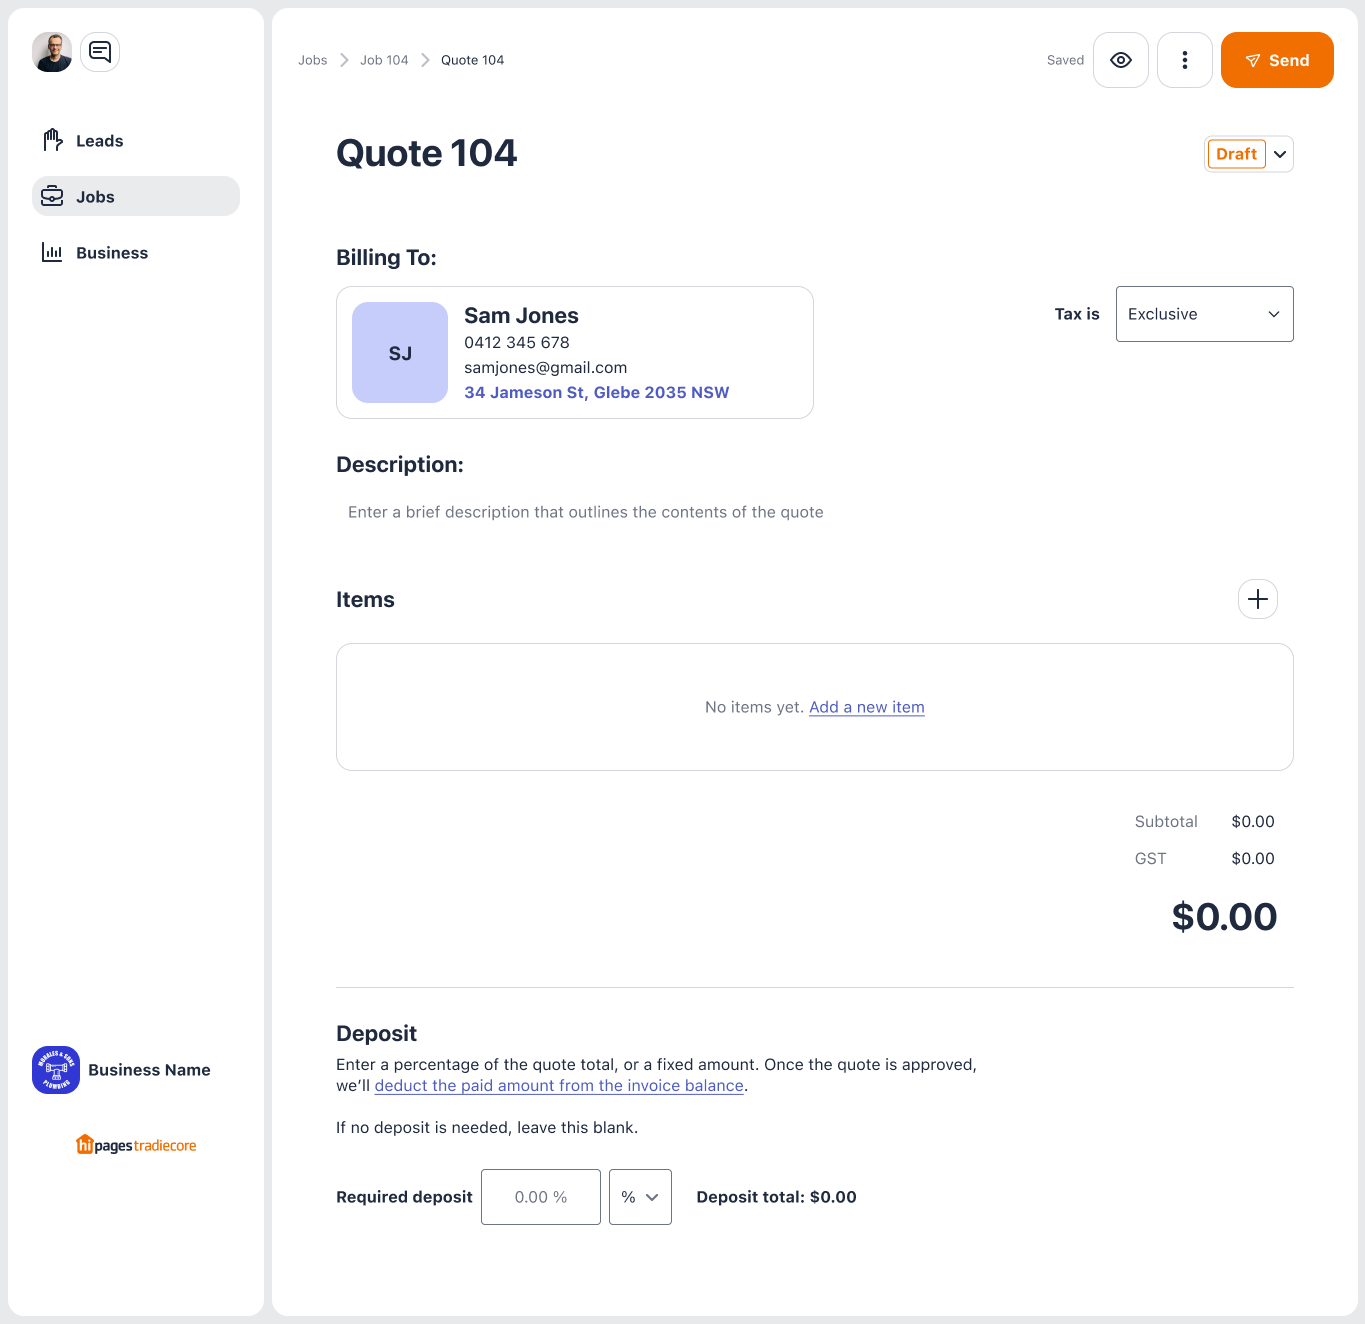 Jobs
Job 104
Quote 104
Saved
Send
Leads
Jobs
Business
Quote 104
Draft
Billing To:
SJ
Sam Jones
0412 345 678
samjones@gmail.com
34 Jameson St, Glebe 2035 NSW
Tax is
Exclusive
Description:
Enter a brief description that outlines the contents of the quote
Items
No items yet. Add a new item
Subtotal $0.00
GST $0.00
$0.00
Deposit
Enter a percentage of the quote total, or a fixed amount. Once the quote is approved,
we’ll deduct the paid amount from the invoice balance.
If no deposit is needed, leave this blank.
Required deposit 0.00 % % Deposit total: $0.00
MORALES & SONS
PLUMBING
Business Name
hipages tradiecore